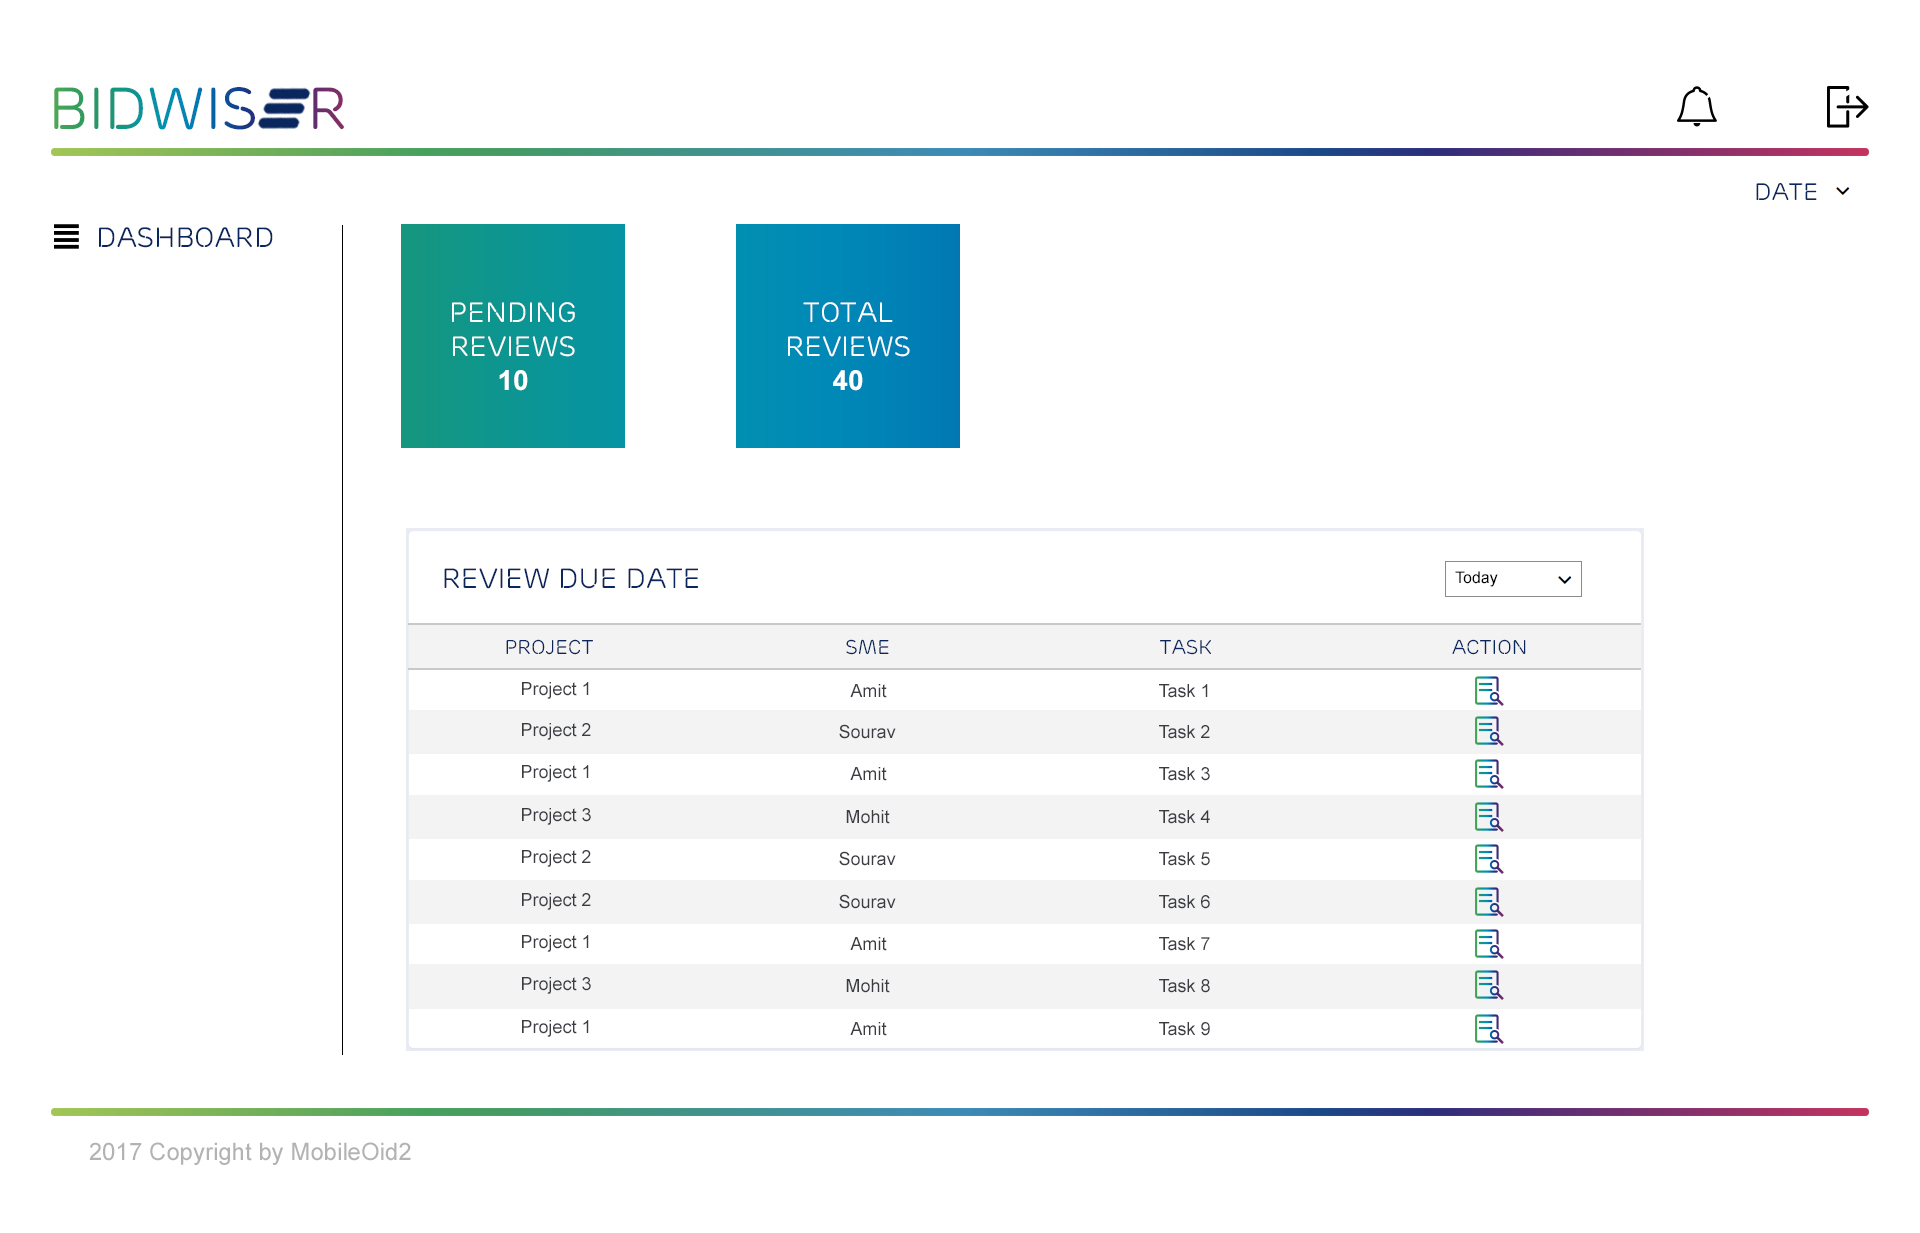 BIDWISER
DATE
DASHBOARD
PENDING
REVIEWS
10
TOTAL
REVIEWS
40
REVIEW DUE DATE
Today
PROJECT SME TASK ACTION
Project 1 Amit Task 1
Project 2 Sourav Task 2
Project 1 Amit Task 3
Project 3 Mohit Task 4
Project 2 Sourav Task 5
Project 2 Sourav Task 6
Project 1 Amit Task 7
Project 3 Mohit Task 8
Project 1 Amit Task 9
2017 Copyright by MobileOid2